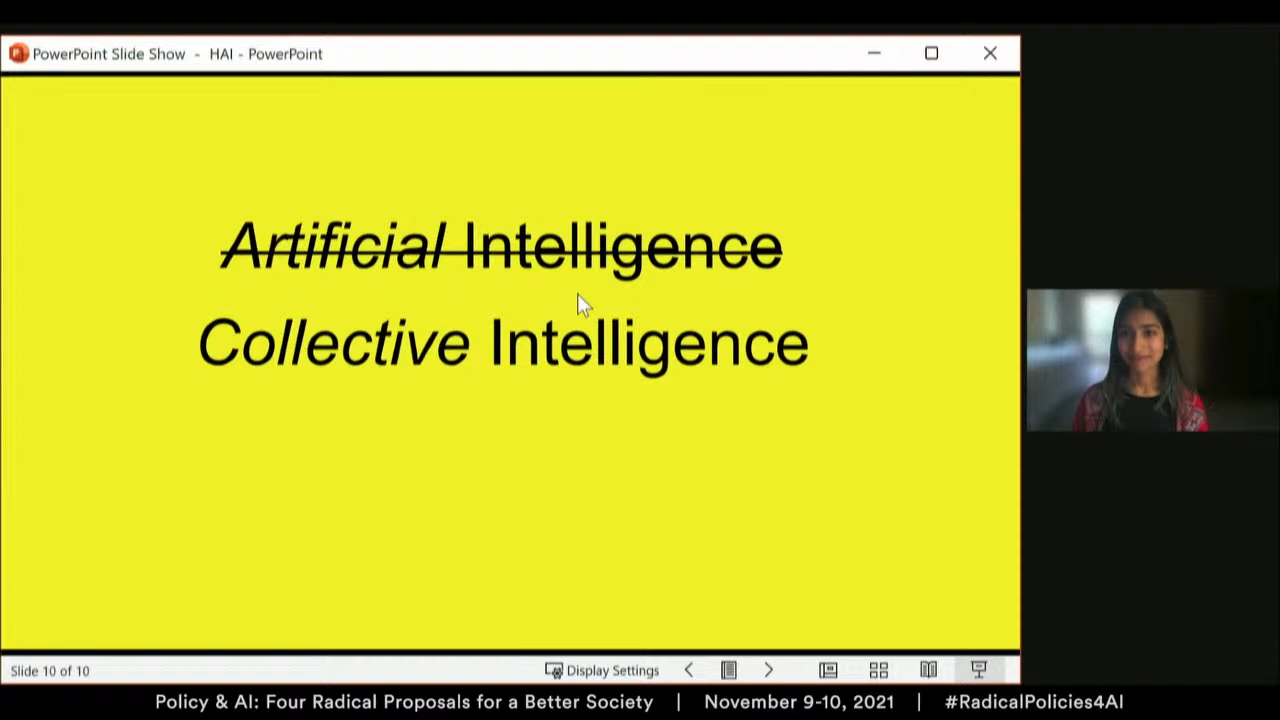 PowerPoint Slide Show - HAI - PowerPoint
Artificial Intelligence
Collective Intelligence
Slide 10 of 10
Display Settings
Policy & AI: Four Radical Proposals for a Better Society | November 9-10, 2021 | #RadicalPolicies4AI